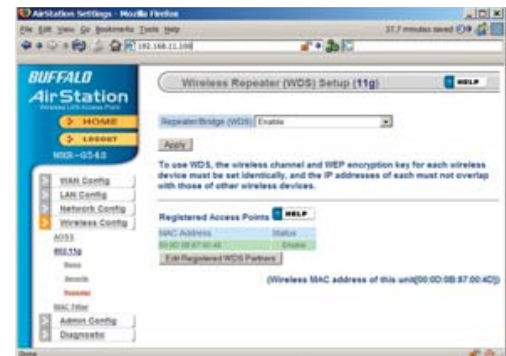 AirStation Settings - Mozilla Firefox
File Edit View Go Bookmarks Tools Help
37.7 minutes saved
192.168.11.100
BUFFALO
AirStation
HOME
LOGOUT
WAN Config
LAN Config
Network Config
Wireless Config
AOSS
802.11g
Basic
Security
Repeater
MAC Filter
Admin Config
Diagnostic
Wireless Repeater (WDS) Setup (11g)
HELP
Repeater/Bridge (WDS) Enable
Apply
To use WDS, the wireless channel and WEP encryption key for each wireless
device must be set identically, and the IP addresses of each must not overlap
with those of other wireless devices.
Registered Access Points HELP
MAC Address Status
Enable
Edit Registered WDS Partners
(Wireless MAC address of this unit[00:0D:0B:87:00:4D])
Done